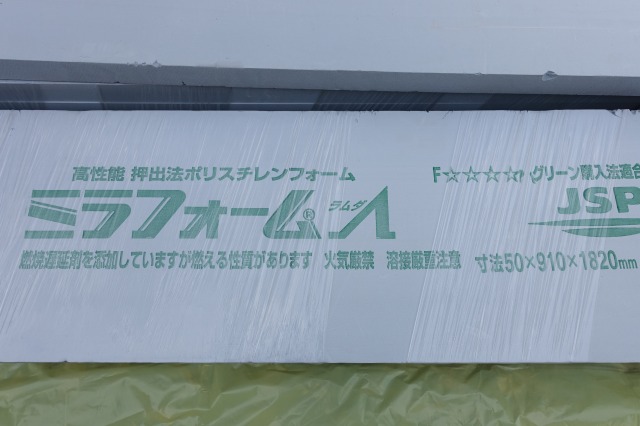 高性能 押出法ポリスチレンフォーム
F☆☆☆☆ グリーン購入法適合
ミラフォーム®Λ
ラムダ
JSP
燃焼遅延剤を添加していますが燃える性質があります 火気厳禁 溶接厳重注意 寸法50×910×1820mm